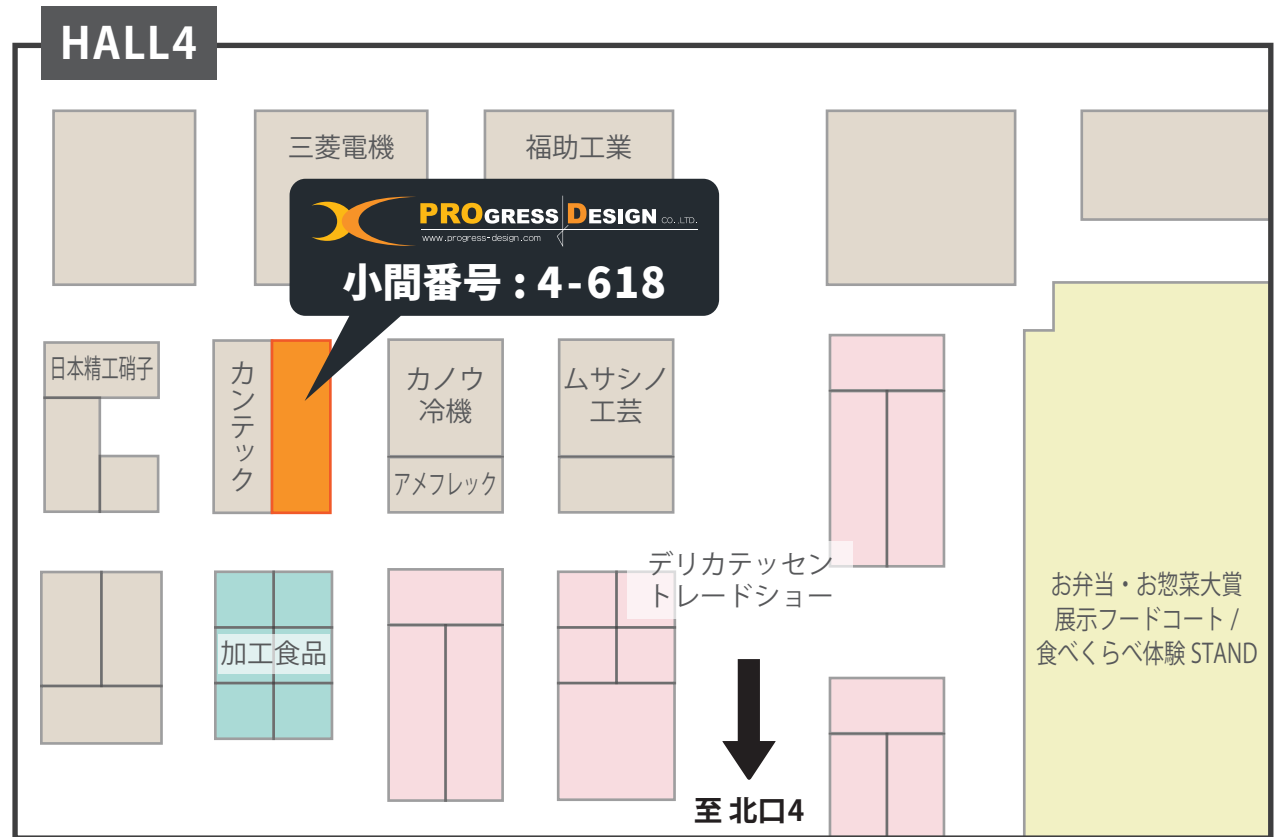 HALL4
三菱電機
福助工業
PROGRESS DESIGN CO.,LTD.
www.progress-design.com
小間番号：4-618
日本精工硝子
カンテック
カノウ
冷機
ムサシノ
工芸
アメフレック
デリカテッセン
トレードショー
加工食品
お弁当・お惣菜大賞
展示フードコート /
食べくらべ体験 STAND
至 北口4